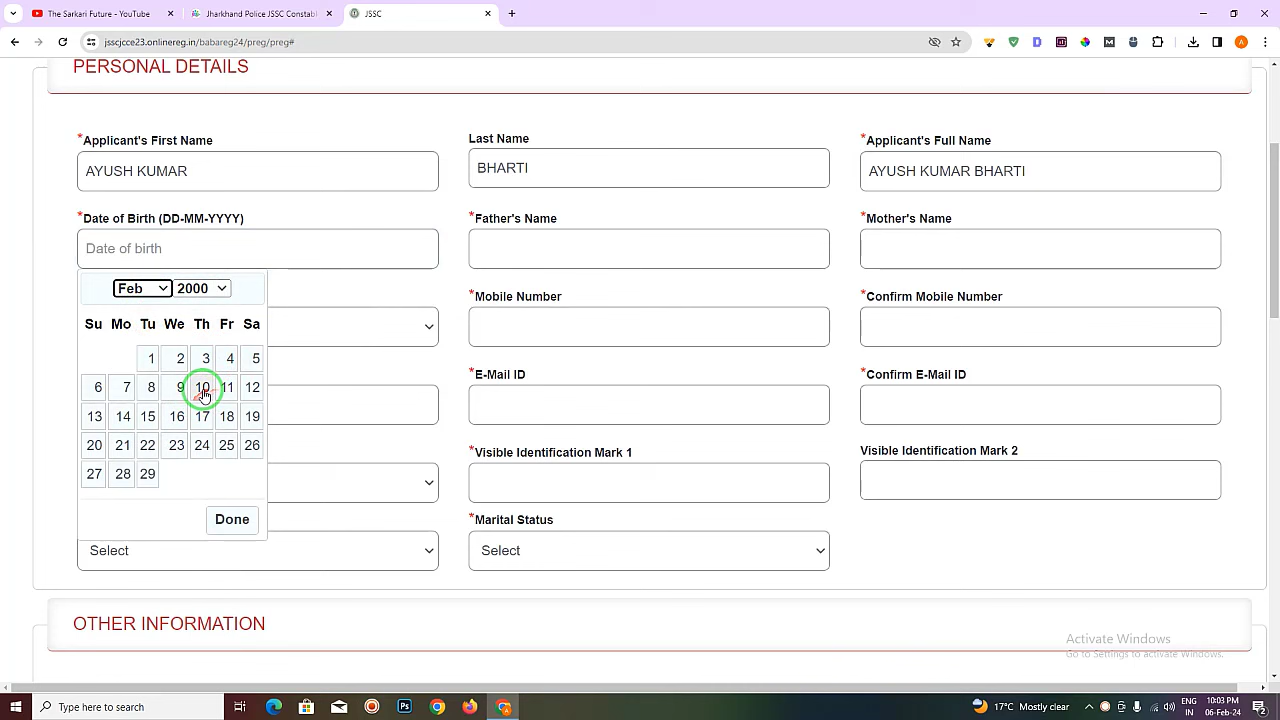 The Sarkari Future - YouTube
Jharkhand Police JSSC Constabl
JSSC
jsscjcce23.onlinereg.in/babareg24/preg/preg#
PERSONAL DETAILS
*Applicant's First Name
Last Name
*Applicant's Full Name
AYUSH KUMAR
BHARTI
AYUSH KUMAR BHARTI
*Date of Birth (DD-MM-YYYY)
*Father's Name
*Mother's Name
Date of birth
Feb 2000
Su Mo Tu We Th Fr Sa
1 2 3 4 5
6 7 8 9 10 11 12
13 14 15 16 17 18 19
20 21 22 23 24 25 26
27 28 29
Done
*Mobile Number
*Confirm Mobile Number
*E-Mail ID
*Confirm E-Mail ID
*Visible Identification Mark 1
Visible Identification Mark 2
*Marital Status
Select
Select
OTHER INFORMATION
Activate Windows
Go to Settings to activate Windows.
Type here to search
17°C Mostly clear
ENG
IN
10:03 PM
06-Feb-24
2